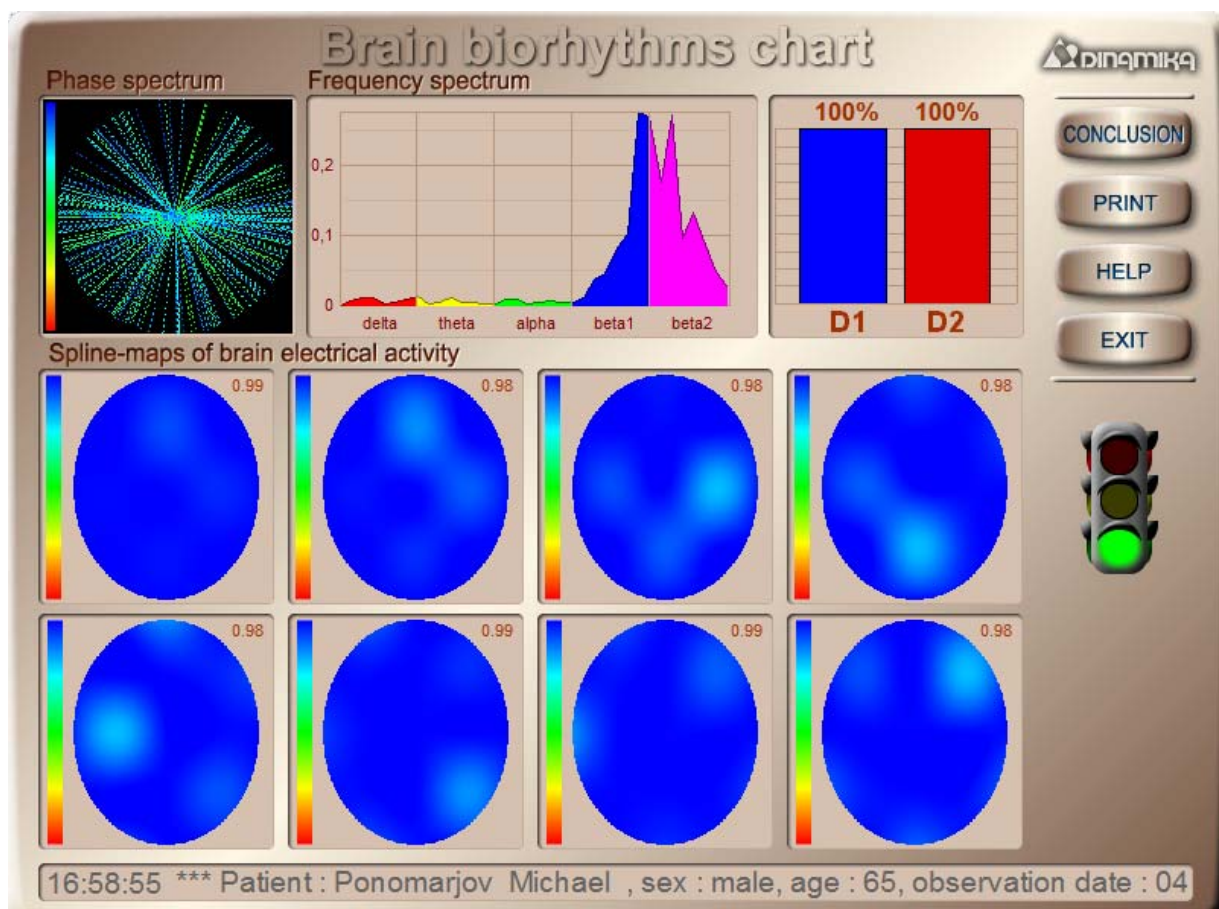 Brain biorhythms chart
DINAMIKA
Phase spectrum
Frequency spectrum
0,2
0,1
0
delta theta alpha beta1 beta2
100% 100%
D1 D2
CONCLUSION
PRINT
HELP
EXIT
Spline-maps of brain electrical activity
0.99
0.98
0.98
0.98
0.98
0.99
0.99
0.98
16:58:55 *** Patient : Ponomarjov Michael , sex : male, age : 65, observation date : 04